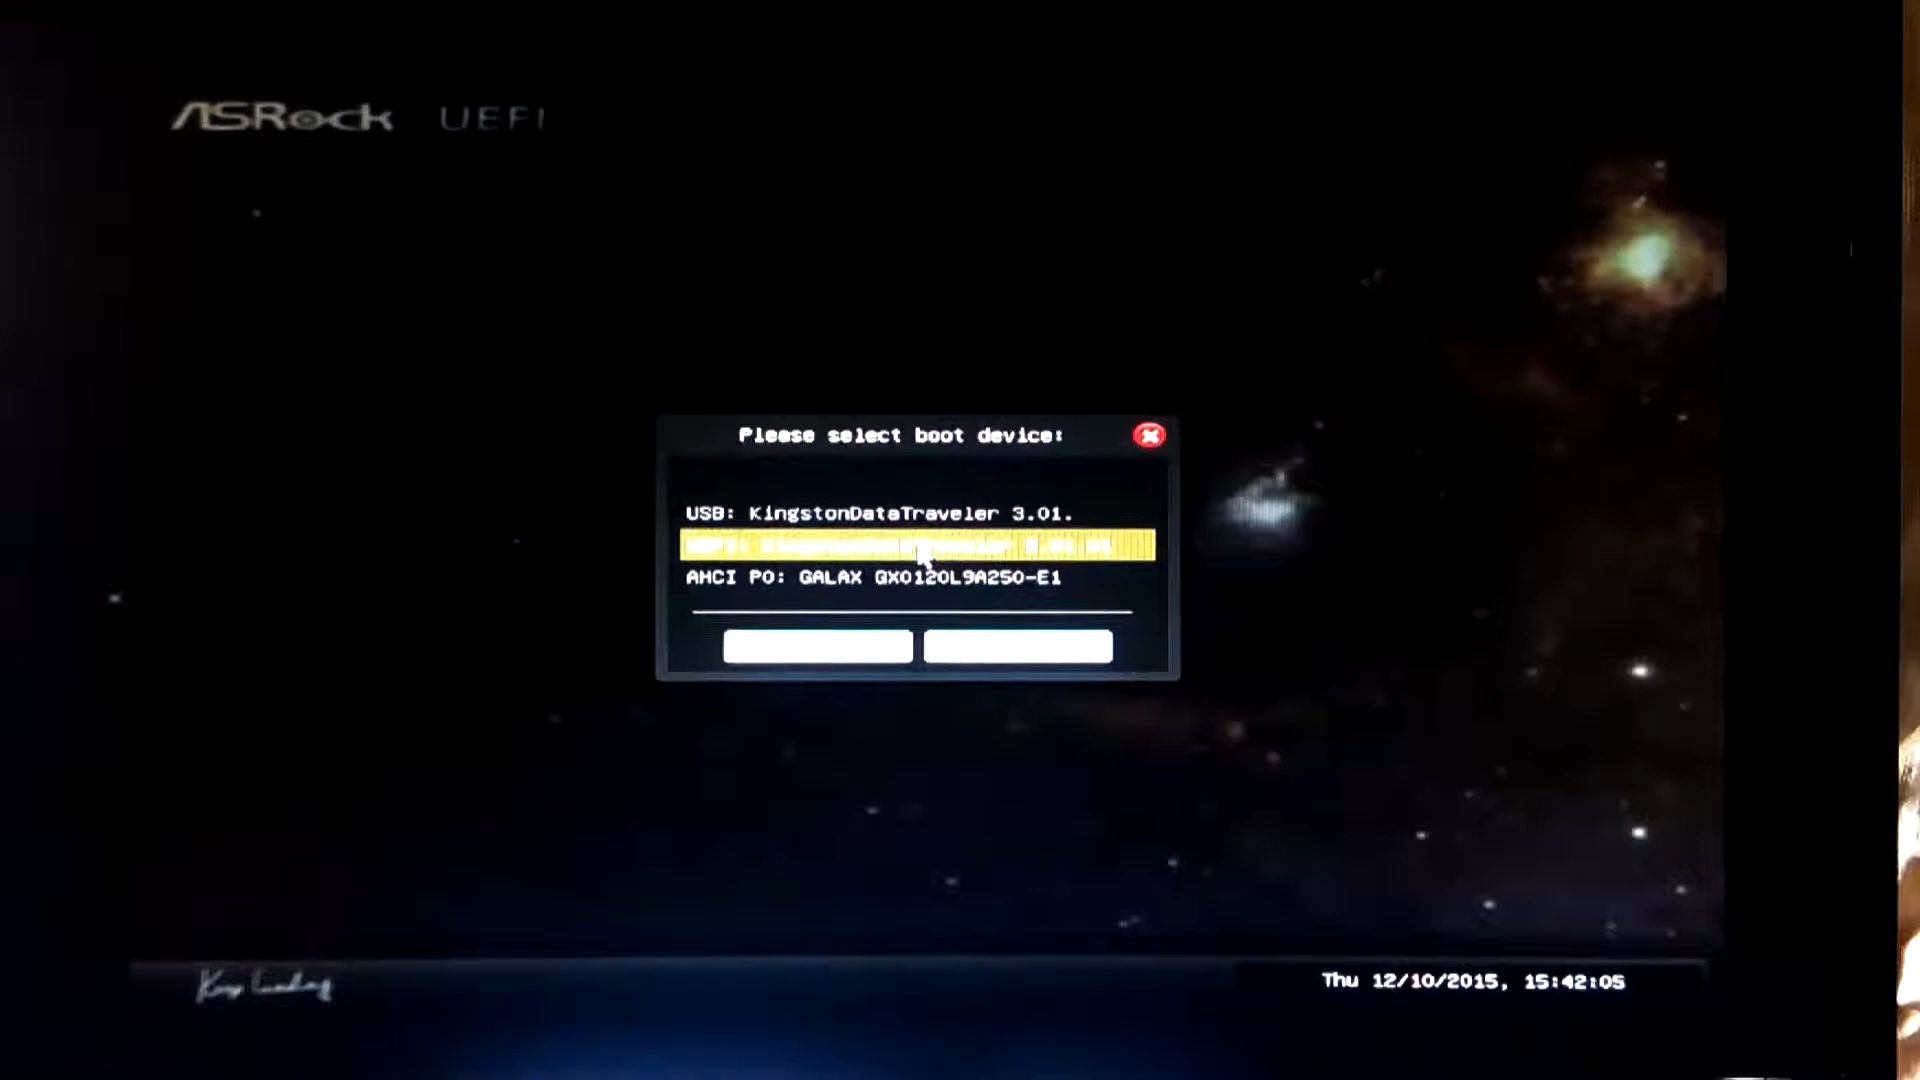 ASRock UEFI
Please select boot device:
USB: KingstonDataTraveler 3.01.
AHCI P0: GALAX GX0120L9A250-E1
Thu 12/10/2015, 15:42:05